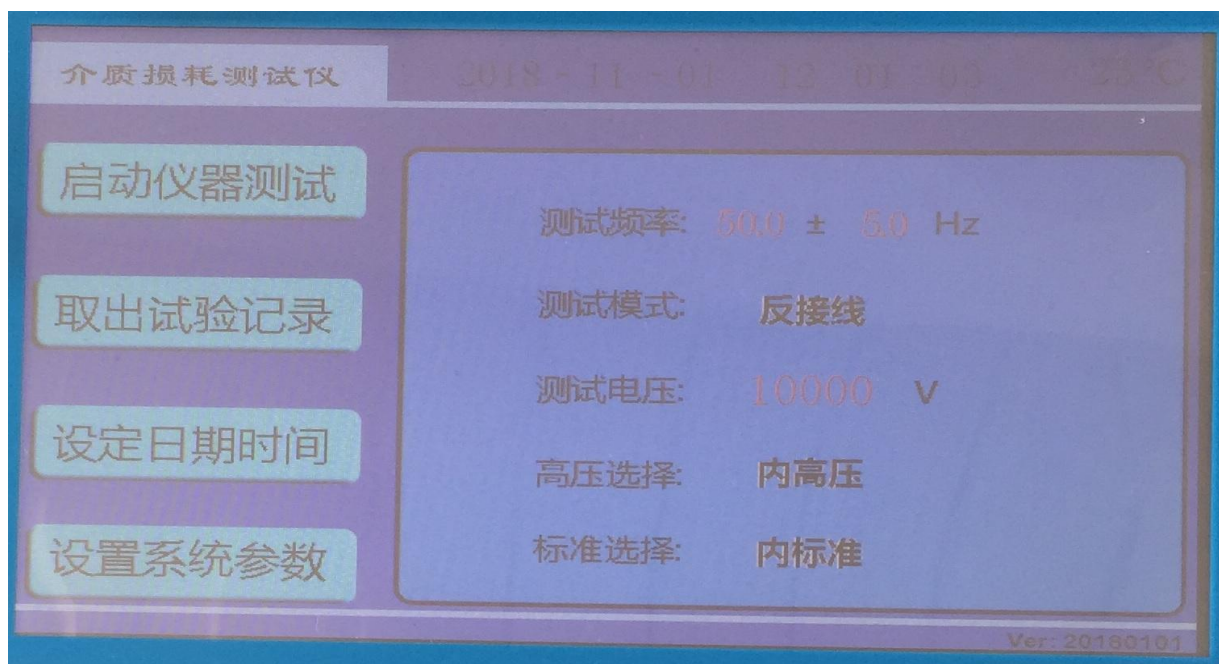 介质损耗测试仪 2018 - 11 - 01 12 01 03 23 ℃
启动仪器测试
取出试验记录
设定日期时间
设置系统参数
测试频率: 50.0 ± 5.0 Hz
测试模式: 反接线
测试电压: 10000 V
高压选择: 内高压
标准选择: 内标准
Ver: 20180101